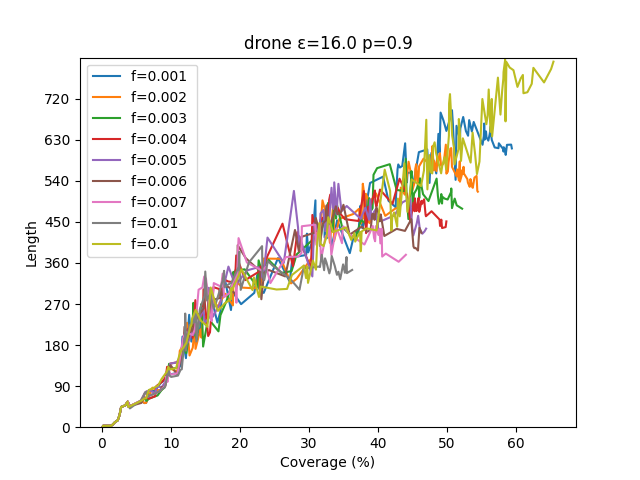 drone ε=16.0 p=0.9
f=0.001
f=0.002
f=0.003
f=0.004
f=0.005
f=0.006
f=0.007
f=0.01
f=0.0
720
630
540
450
360
270
180
90
0
Length
0 10 20 30 40 50 60
Coverage (%)